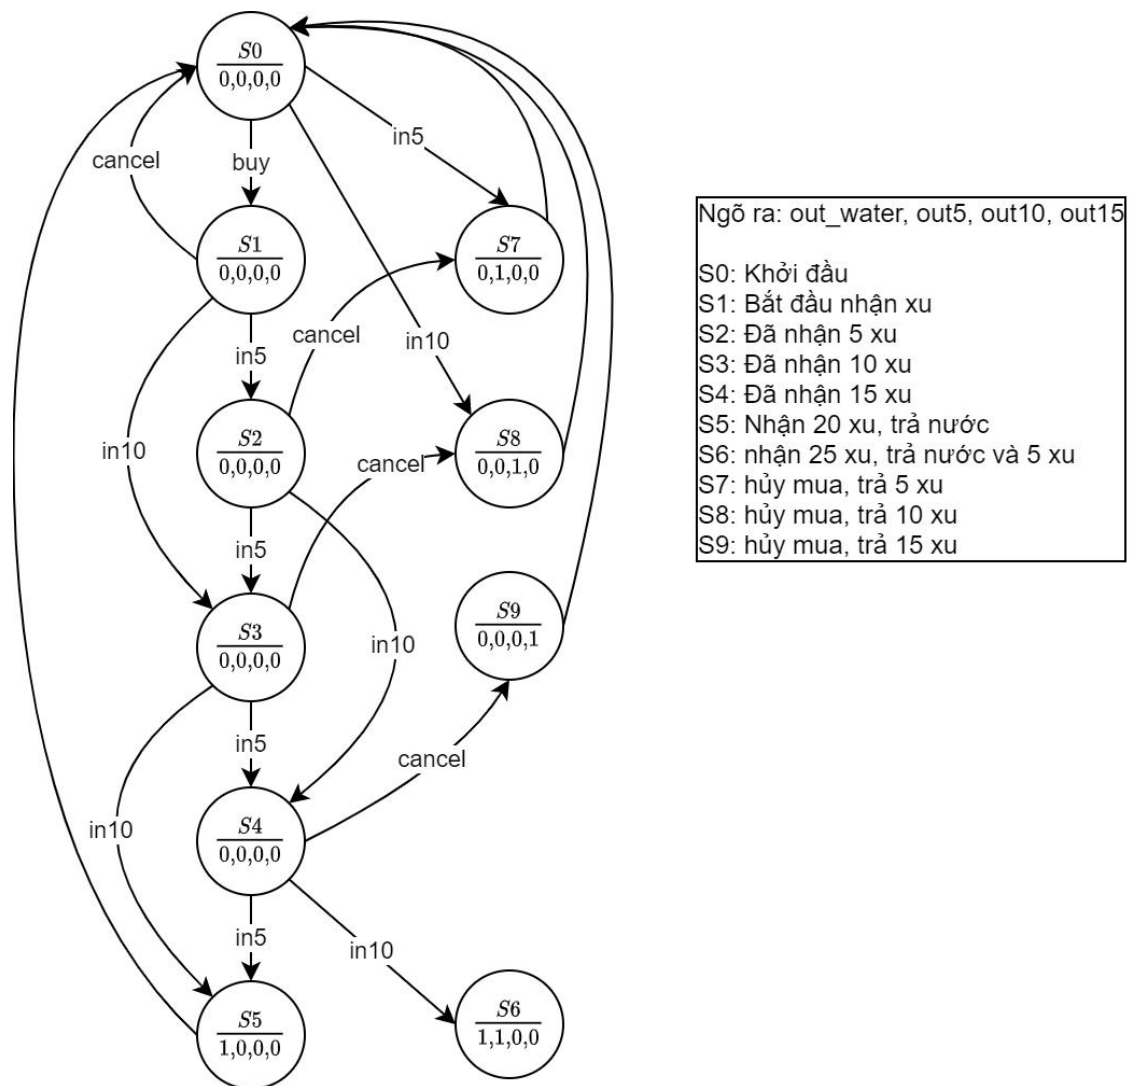 S0
0,0,0,0
in5
cancel
buy
Ngõ ra: out_water, out5, out10, out15
S1
0,0,0,0
S7
0,1,0,0
S0: Khởi đầu
S1: Bắt đầu nhận xu
S2: Đã nhận 5 xu
S3: Đã nhận 10 xu
S4: Đã nhận 15 xu
S5: Nhận 20 xu, trả nước
S6: nhận 25 xu, trả nước và 5 xu
S7: hủy mua, trả 5 xu
S8: hủy mua, trả 10 xu
S9: hủy mua, trả 15 xu
cancel
in10
in5
in10
S2
0,0,0,0
cancel
S8
0,0,1,0
in5
S3
0,0,0,0
in10
S9
0,0,0,1
in5
cancel
in10
S4
0,0,0,0
in5
in10
S5
1,0,0,0
S6
1,1,0,0